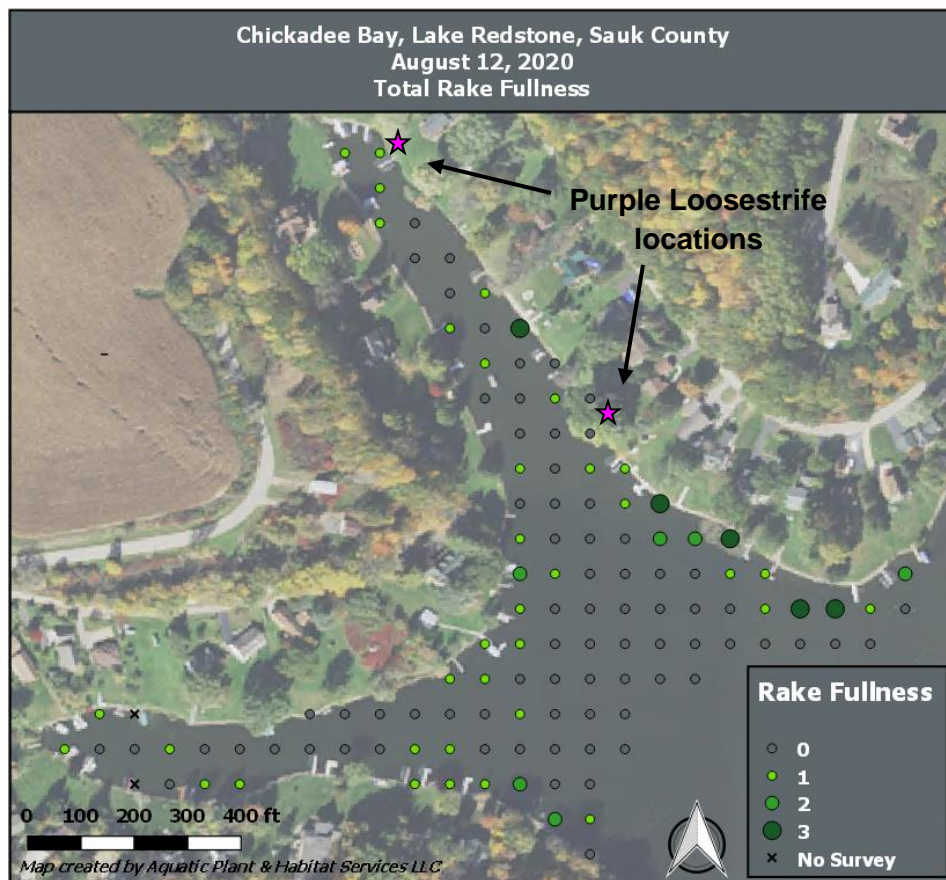 Chickadee Bay, Lake Redstone, Sauk County
August 12, 2020
Total Rake Fullness
Purple Loosestrife
locations
Rake Fullness
0
1
2
3
No Survey
0 100 200 300 400 ft
Map created by Aquatic Plant & Habitat Services LLC